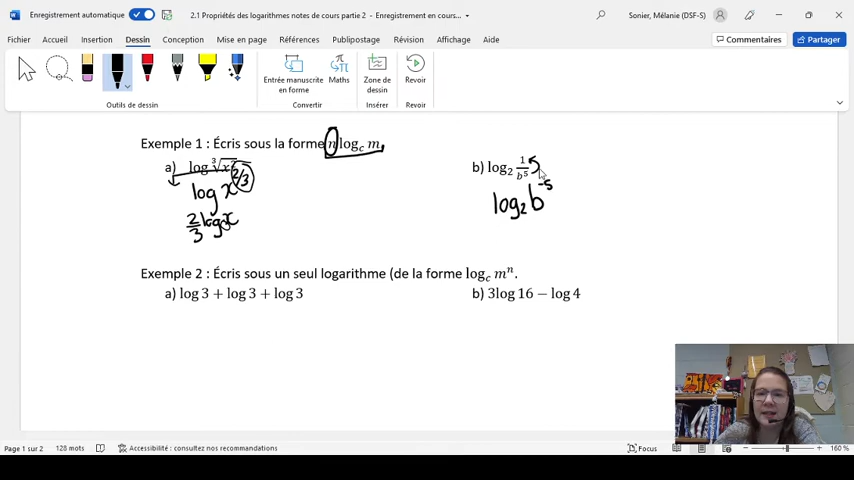 Enregistrement automatique
2.1 Propriétés des logarithmes notes de cours partie 2 - Enregistrement en cours...
Sonier, Mélanie (DSF-S)
Fichier Accueil Insertion Dessin Conception Mise en page Références Publipostage Révision Affichage Aide
Commentaires
Partager
Entrée manuscrite en forme
Maths
Zone de dessin
Revoir
Outils de dessin
Convertir
Insérer
Revoir
Exemple 1 : Écris sous la forme n log_c m.
a) log ∛x²
log x^2/3
2/3 log x
b) log₂ 1/b⁵
log₂ b^-5
Exemple 2 : Écris sous un seul logarithme (de la forme log_c mⁿ.
a) log 3 + log 3 + log 3
b) 3log 16 − log 4
Page 1 sur 2 128 mots Accessibilité : consultez nos recommandations Focus 160 %